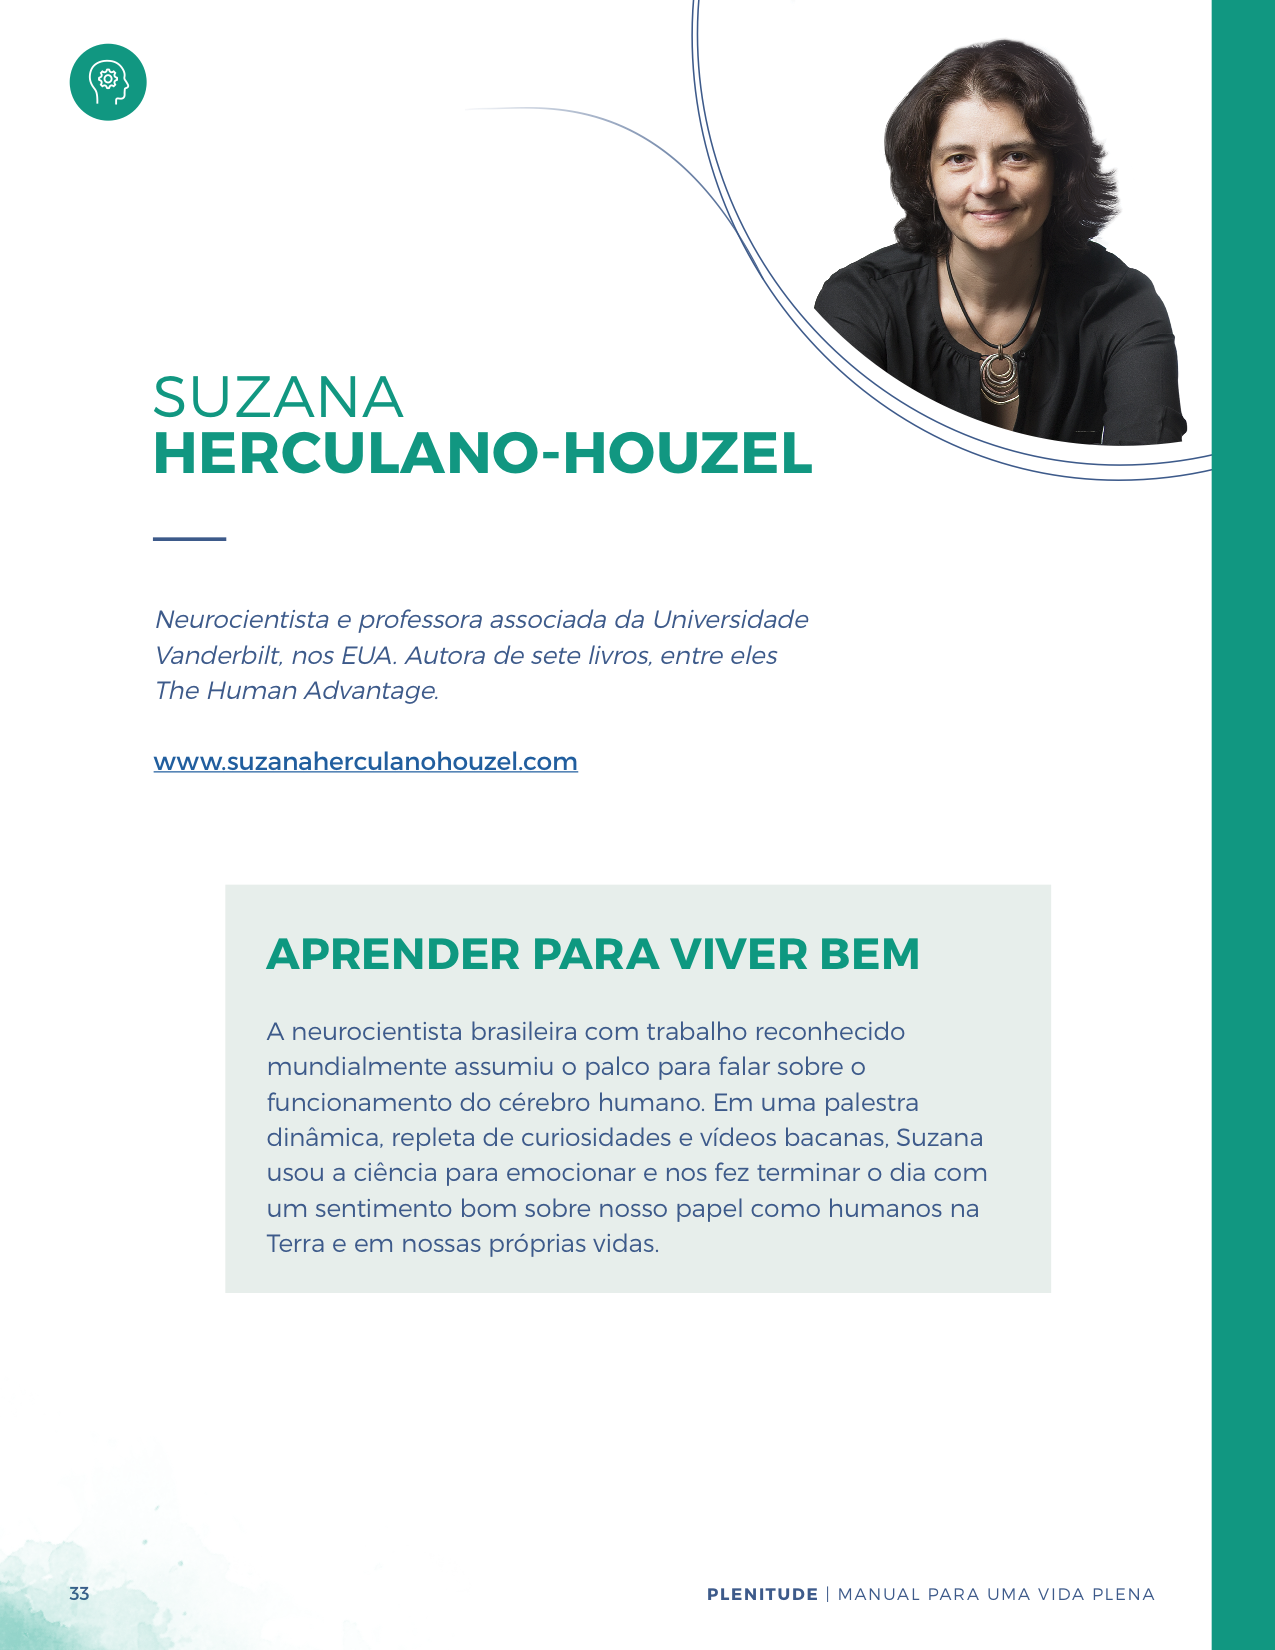 SUZANA
HERCULANO-HOUZEL
Neurocientista e professora associada da Universidade
Vanderbilt, nos EUA. Autora de sete livros, entre eles
The Human Advantage.
www.suzanaherculanohouzel.com
APRENDER PARA VIVER BEM
A neurocientista brasileira com trabalho reconhecido
mundialmente assumiu o palco para falar sobre o
funcionamento do cérebro humano. Em uma palestra
dinâmica, repleta de curiosidades e vídeos bacanas, Suzana
usou a ciência para emocionar e nos fez terminar o dia com
um sentimento bom sobre nosso papel como humanos na
Terra e em nossas próprias vidas.
33
PLENITUDE | MANUAL PARA UMA VIDA PLENA